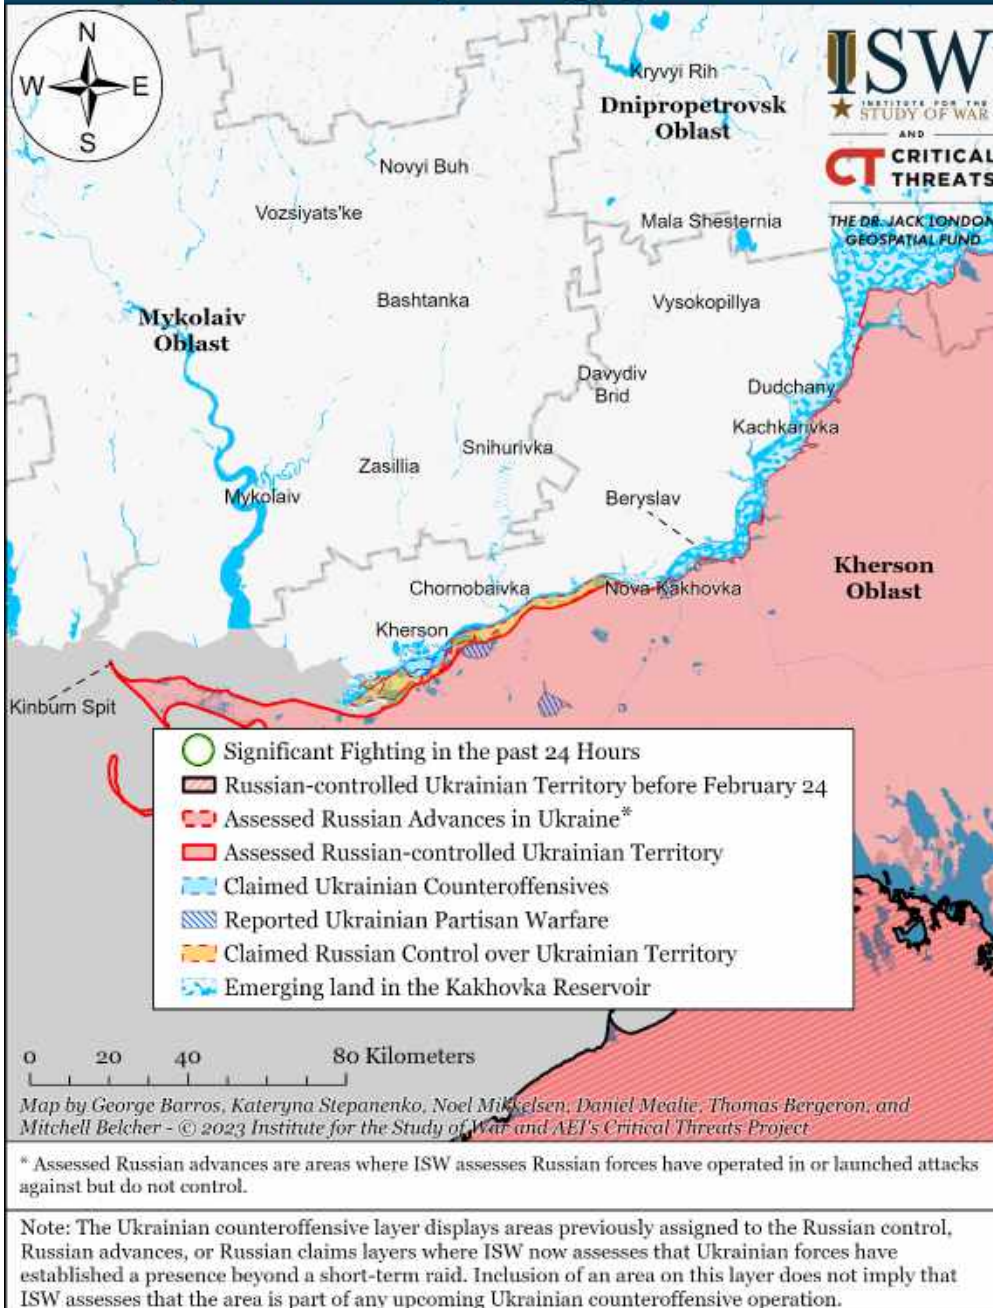 N
W E
S
ISW
INSTITUTE FOR THE
STUDY OF WAR
AND
CT CRITICAL
THREATS
THE DR. JACK LONDON
GEOSPATIAL FUND
Kryvyi Rih
Dnipropetrovsk
Oblast
Novyi Buh
Vozsiyats'ke
Mala Shesternia
Bashtanka
Vysokopillya
Mykolaiv
Oblast
Davydiv
Brid
Dudchany
Kachkarivka
Snihurivka
Zasillia
Mykolaiv
Beryslav
Kherson
Oblast
Chornobaivka
Nova Kakhovka
Kherson
Kinburn Spit
Significant Fighting in the past 24 Hours
Russian-controlled Ukrainian Territory before February 24
Assessed Russian Advances in Ukraine*
Assessed Russian-controlled Ukrainian Territory
Claimed Ukrainian Counteroffensives
Reported Ukrainian Partisan Warfare
Claimed Russian Control over Ukrainian Territory
Emerging land in the Kakhovka Reservoir
0 20 40 80 Kilometers
Map by George Barros, Kateryna Stepanenko, Noel Mikkelsen, Daniel Mealie, Thomas Bergeron, and
Mitchell Belcher - © 2023 Institute for the Study of War and AEI's Critical Threats Project
* Assessed Russian advances are areas where ISW assesses Russian forces have operated in or launched attacks
against but do not control.
Note: The Ukrainian counteroffensive layer displays areas previously assigned to the Russian control,
Russian advances, or Russian claims layers where ISW now assesses that Ukrainian forces have
established a presence beyond a short-term raid. Inclusion of an area on this layer does not imply that
ISW assesses that the area is part of any upcoming Ukrainian counteroffensive operation.